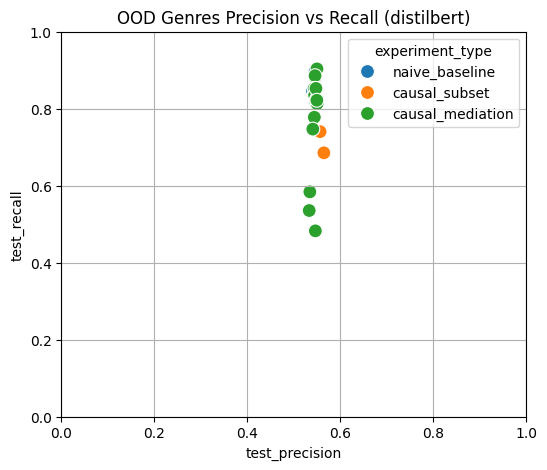 OOD Genres Precision vs Recall (distilbert)
experiment_type
naive_baseline
causal_subset
causal_mediation
test_recall
1.0
0.8
0.6
0.4
0.2
0.0
0.0 0.2 0.4 0.6 0.8 1.0
test_precision